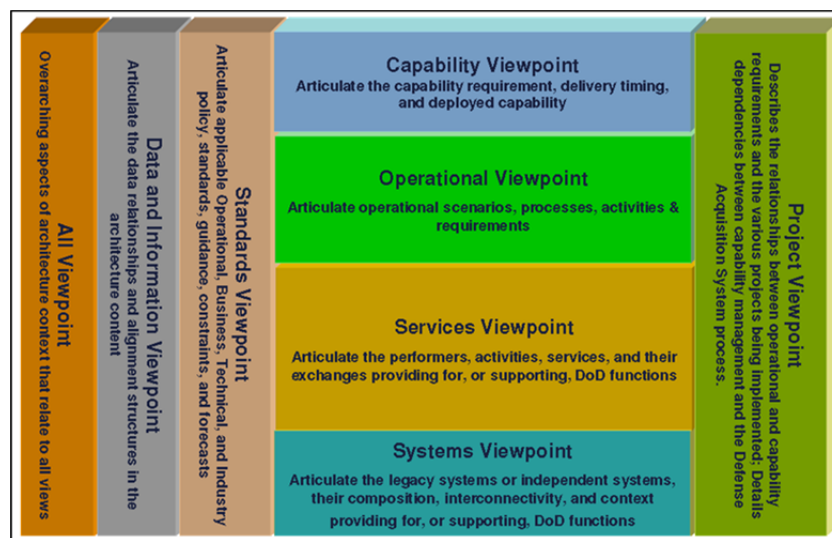 All Viewpoint
Overarching aspects of architecture context that relate to all views
Data and Information Viewpoint
Articulate the data relationships and alignment structures in the
architecture content
Standards Viewpoint
Articulate applicable Operational, Business, Technical, and Industry
policy, standards, guidance, constraints, and forecasts
Capability Viewpoint
Articulate the capability requirement, delivery timing,
and deployed capability
Operational Viewpoint
Articulate operational scenarios, processes, activities &
requirements
Services Viewpoint
Articulate the performers, activities, services, and their
exchanges providing for, or supporting, DoD functions
Systems Viewpoint
Articulate the legacy systems or independent systems,
their composition, interconnectivity, and context
providing for, or supporting, DoD functions
Project Viewpoint
Describes the relationships between operational and capability
requirements and the various projects being implemented; Details
dependencies between capability management and the Defense
Acquisition System process.